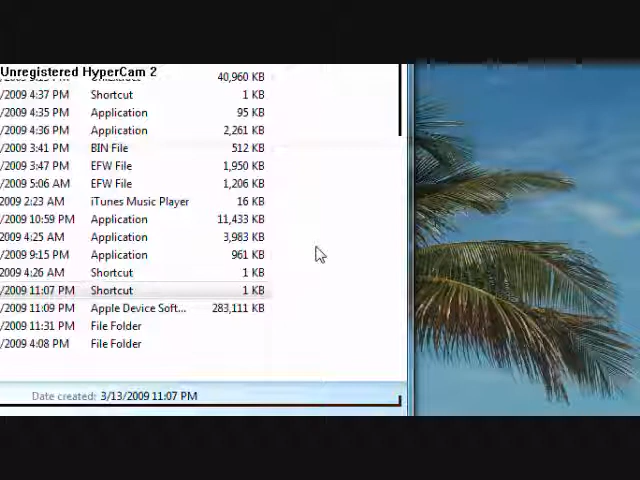 Unregistered HyperCam 2
40,960 KB
/2009 4:37 PM Shortcut 1 KB
/2009 4:35 PM Application 95 KB
/2009 4:36 PM Application 2,261 KB
/2009 3:41 PM BIN File 512 KB
/2009 3:47 PM EFW File 1,950 KB
/2009 5:06 AM EFW File 1,206 KB
2009 2:23 AM iTunes Music Player 16 KB
2009 10:59 PM Application 11,433 KB
/2009 4:25 AM Application 3,983 KB
/2009 9:15 PM Application 961 KB
2009 4:26 AM Shortcut 1 KB
2009 11:07 PM Shortcut 1 KB
2009 11:09 PM Apple Device Soft... 283,111 KB
2009 11:31 PM File Folder
/2009 4:08 PM File Folder
Date created: 3/13/2009 11:07 PM